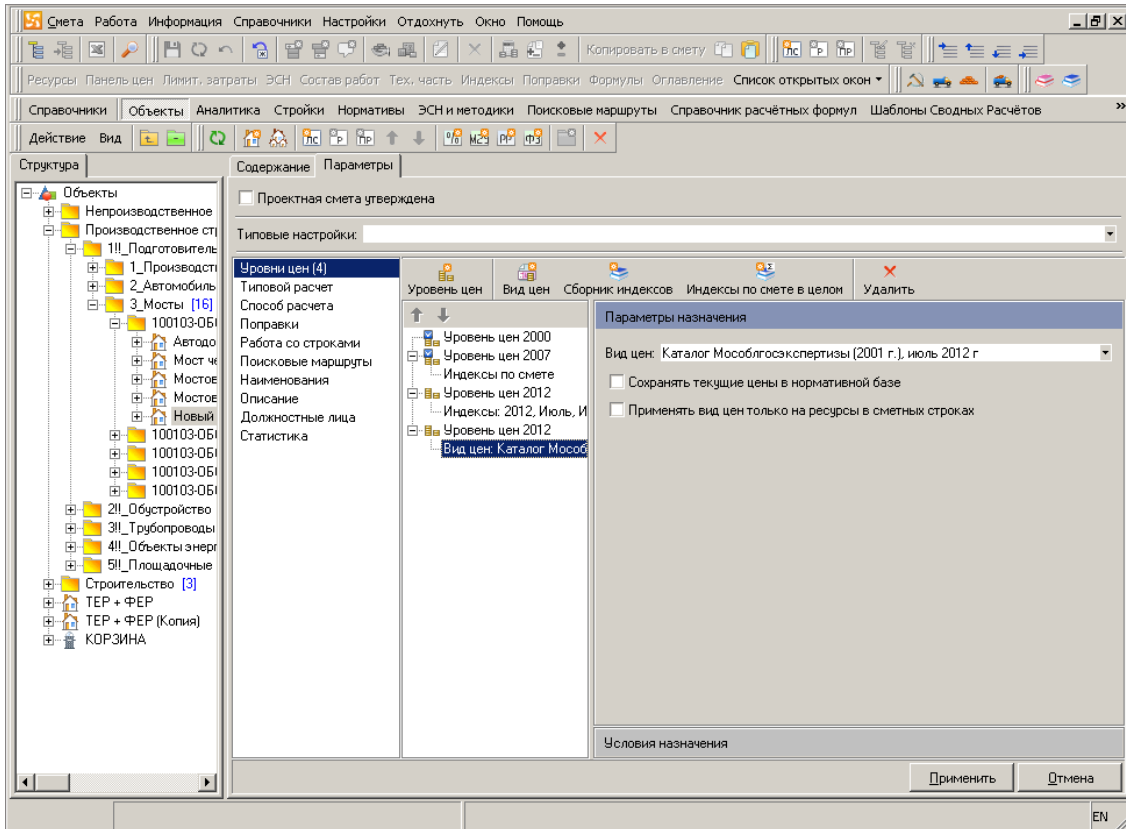 Смета Работа Информация Справочники Настройки Отдохнуть Окно Помощь
Копировать в смету
Ресурсы Панель цен Лимит. затраты ЭСН Состав работ Тех. часть Индексы Поправки Формулы Оглавление Список открытых окон
Справочники Объекты Аналитика Стройки Нормативы ЭСН и методики Поисковые маршруты Справочник расчётных формул Шаблоны Сводных Расчётов
Действие Вид
Структура
Содержание Параметры
Объекты
Непроизводственное
Производственное стр
1!!_Подготовитель
1_Производст
2_Автомобиль
3_Мосты [16]
100103-ОБ
Автодо
Мост че
Мостов
Мостов
Новый
100103-ОБ
100103-ОБ
100103-ОБ
100103-ОБ
2!!_Обустройство
3!!_Трубопроводы
4!!_Объекты энерг
5!!_Площадочные
Строительство [3]
ТЕР + ФЕР
ТЕР + ФЕР (Копия)
КОРЗИНА
Проектная смета утверждена
Типовые настройки:
Уровни цен (4)
Типовой расчет
Способ расчета
Поправки
Работа со строками
Поисковые маршруты
Наименования
Описание
Должностные лица
Статистика
Уровень цен Вид цен Сборник индексов Индексы по смете в целом Удалить
Уровень цен 2000
Уровень цен 2007
Индексы по смете
Уровень цен 2012
Индексы: 2012, Июль, И
Уровень цен 2012
Вид цен: Каталог Мособ
Параметры назначения
Вид цен: Каталог Мособлгосэкспертизы (2001 г.), июль 2012 г
Сохранять текущие цены в нормативной базе
Применять вид цен только на ресурсы в сметных строках
Условия назначения
Применить Отмена
EN